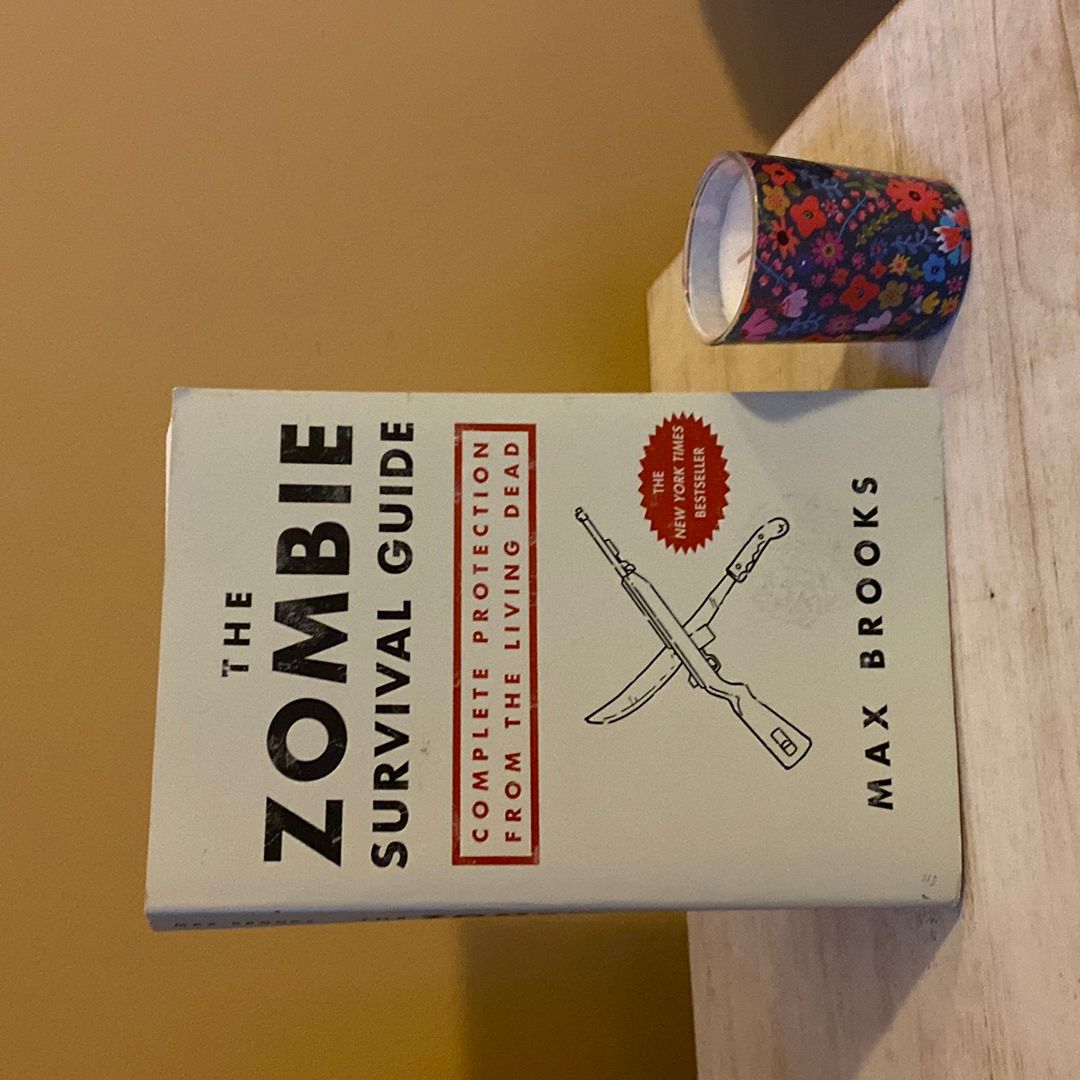 THE
ZOMBIE
SURVIVAL GUIDE
COMPLETE PROTECTION
FROM THE LIVING DEAD
THE
NEW YORK TIMES
BESTSELLER
MAX BROOKS